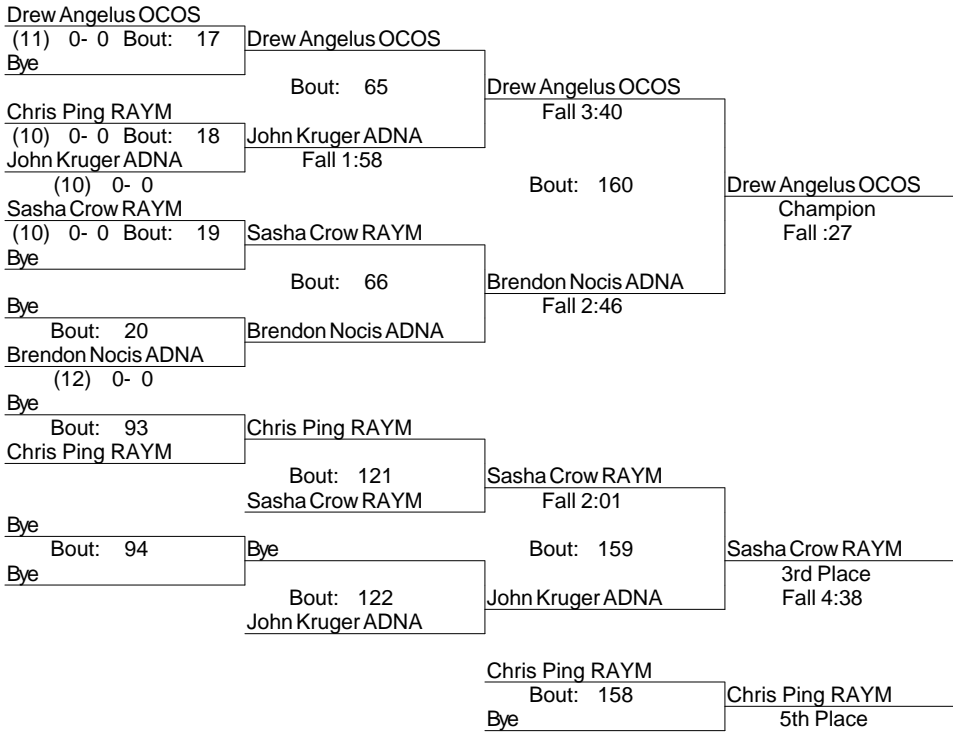 Drew Angelus OCOS
(11) 0- 0 Bout: 17 Drew Angelus OCOS
Bye
Bout: 65 Drew Angelus OCOS
Chris Ping RAYM Fall 3:40
(10) 0- 0 Bout: 18 John Kruger ADNA
John Kruger ADNA Fall 1:58
(10) 0- 0 Bout: 160 Drew Angelus OCOS
Sasha Crow RAYM Champion
(10) 0- 0 Bout: 19 Sasha Crow RAYM Fall :27
Bye
Bout: 66 Brendon Nocis ADNA
Bye Fall 2:46
Bout: 20 Brendon Nocis ADNA
Brendon Nocis ADNA
(12) 0- 0
Bye
Bout: 93 Chris Ping RAYM
Chris Ping RAYM
Bout: 121 Sasha Crow RAYM
Sasha Crow RAYM Fall 2:01
Bye
Bout: 94 Bye Bout: 159 Sasha Crow RAYM
Bye 3rd Place
Bout: 122 John Kruger ADNA Fall 4:38
John Kruger ADNA
Chris Ping RAYM
Bout: 158 Chris Ping RAYM
Bye 5th Place